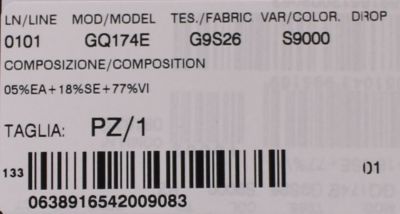 LN/LINE MOD/MODEL TES./FABRIC VAR/COLOR. DROP
0101 GQ174E G9S26 S9000
COMPOSIZIONE/COMPOSITION
05%EA+18%SE+77%VI
TAGLIA: PZ/1
133 01
0638916542009083